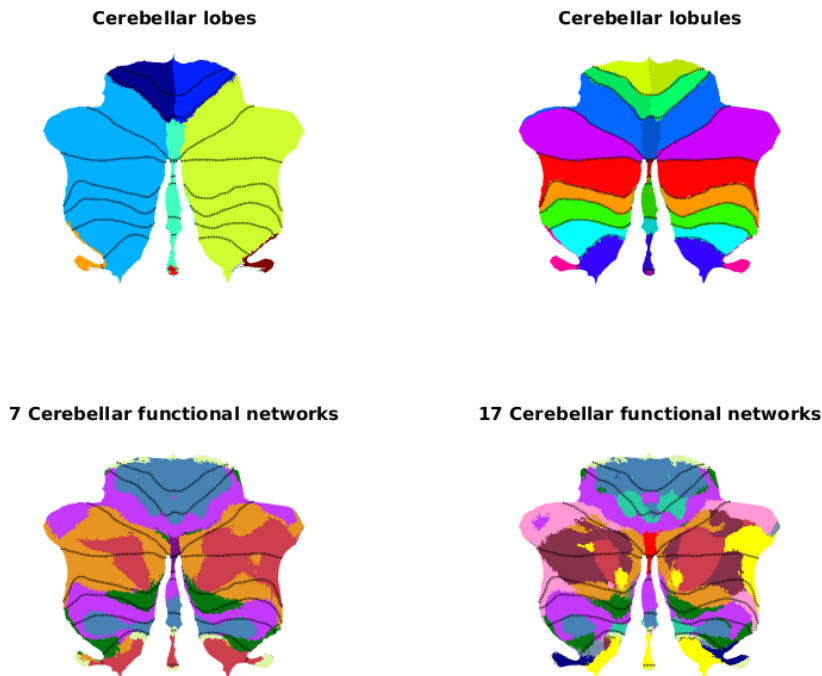 Cerebellar lobes
Cerebellar lobules
7 Cerebellar functional networks
17 Cerebellar functional networks